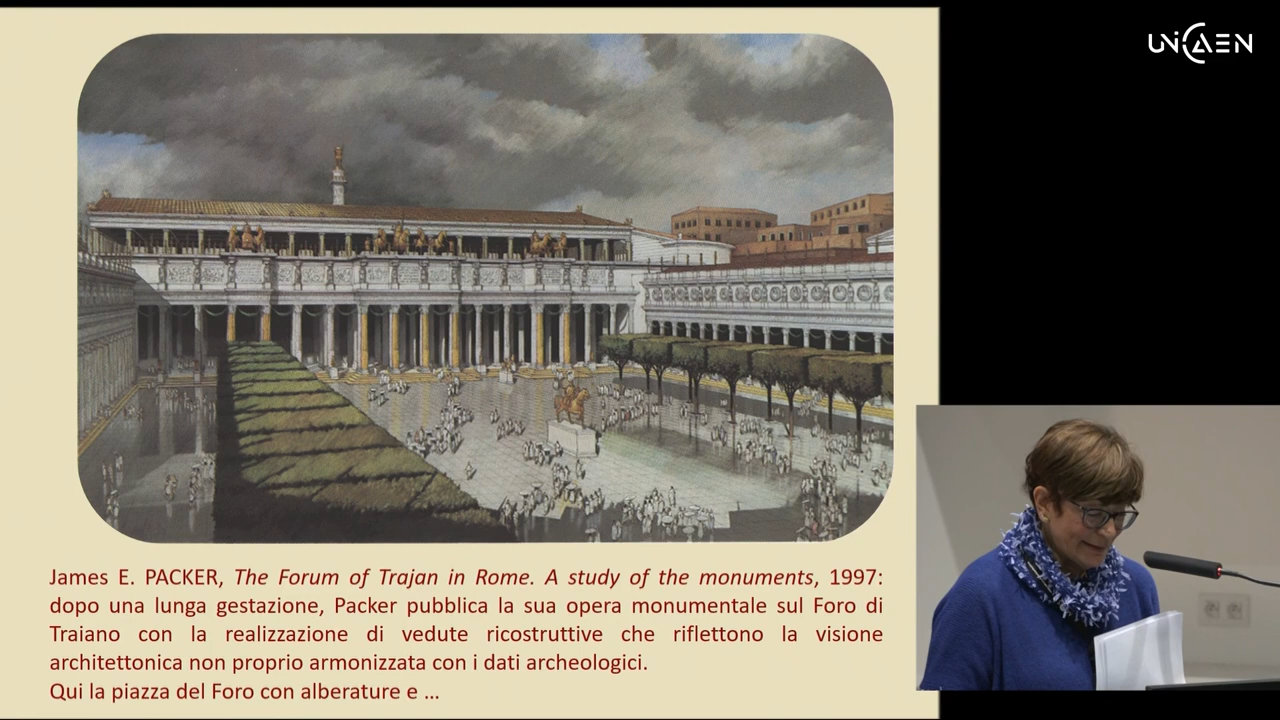 UNICAEN
James E. PACKER, The Forum of Trajan in Rome. A study of the monuments, 1997:
dopo una lunga gestazione, Packer pubblica la sua opera monumentale sul Foro di
Traiano con la realizzazione di vedute ricostruttive che riflettono la visione
architettonica non proprio armonizzata con i dati archeologici.
Qui la piazza del Foro con alberature e ...